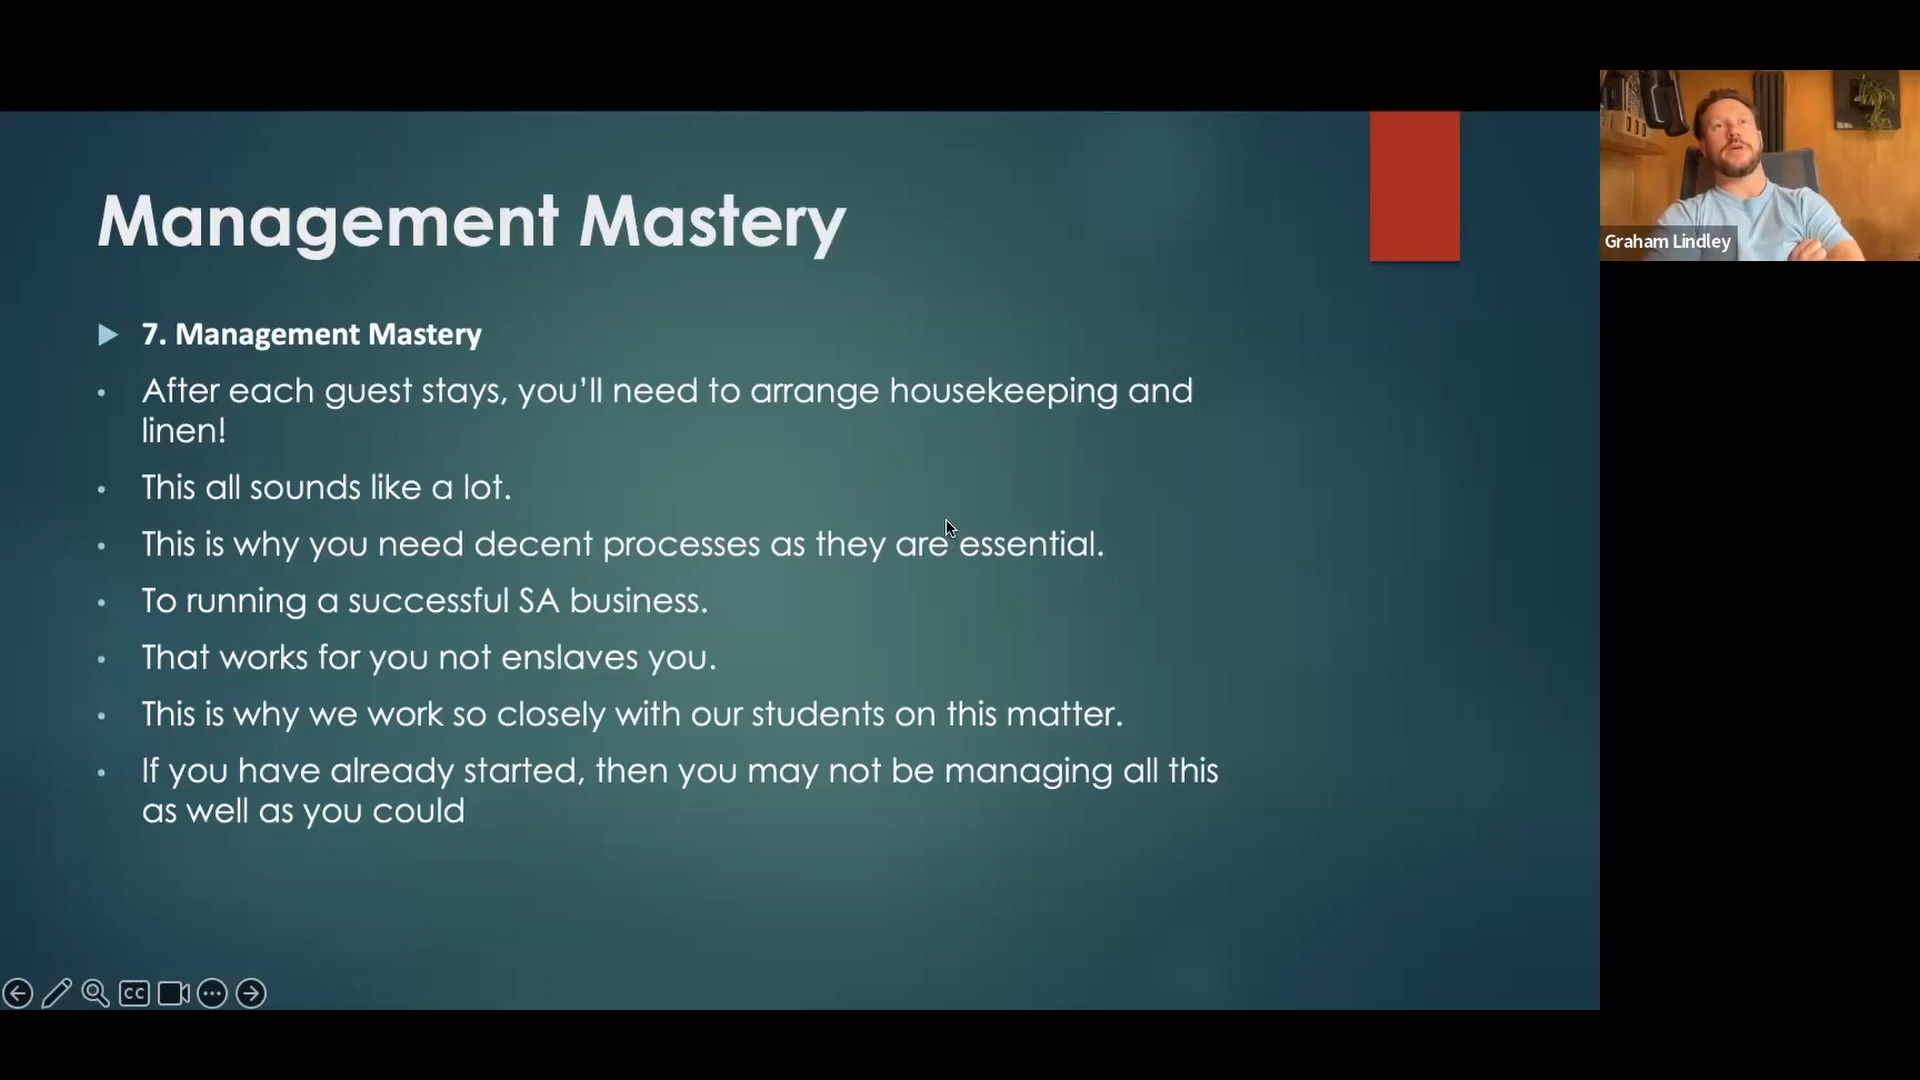 Management Mastery
7. Management Mastery
After each guest stays, you’ll need to arrange housekeeping and
linen!
This all sounds like a lot.
This is why you need decent processes as they are essential.
To running a successful SA business.
That works for you not enslaves you.
This is why we work so closely with our students on this matter.
If you have already started, then you may not be managing all this
as well as you could
Graham Lindley
CC